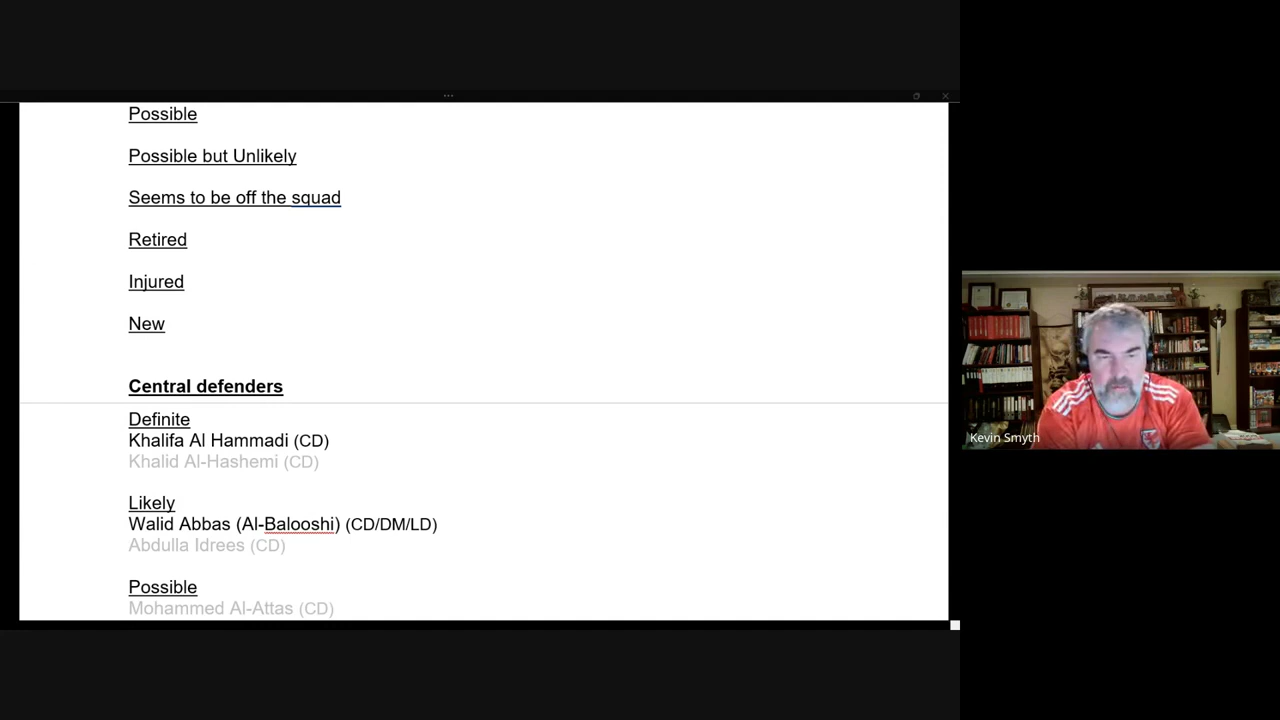 Possible
Possible but Unlikely
Seems to be off the squad
Retired
Injured
New
Central defenders
Definite
Khalifa Al Hammadi (CD)
Khalid Al-Hashemi (CD)
Likely
Walid Abbas (Al-Balooshi) (CD/DM/LD)
Abdulla Idrees (CD)
Possible
Mohammed Al-Attas (CD)
Kevin Smyth